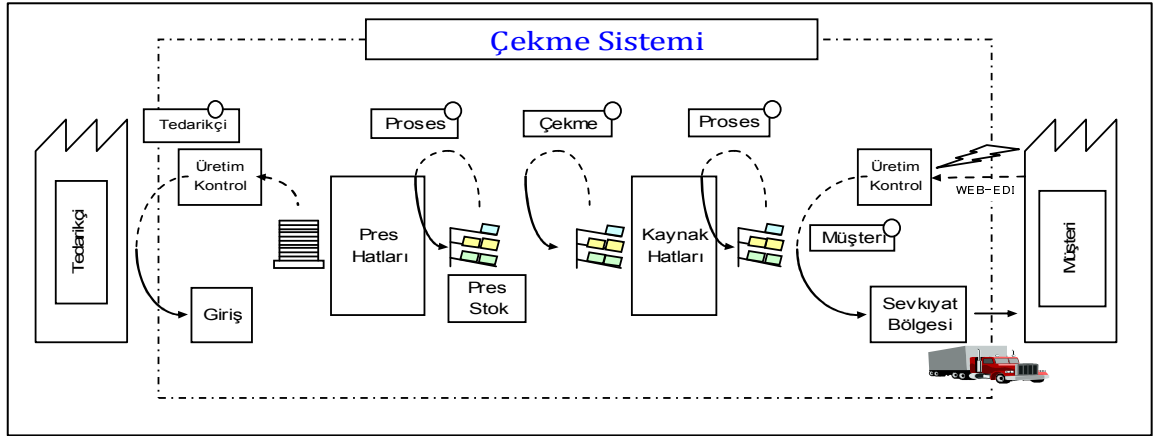 Çekme Sistemi
Tedarikçi
Tedarikçi
Üretim
Kontrol
Giriş
Proses
Pres
Hatları
Pres
Stok
Çekme
Proses
Kaynak
Hatları
Üretim
Kontrol
WEB-EDI
Müşteri
Sevkıyat
Bölgesi
Müşteri